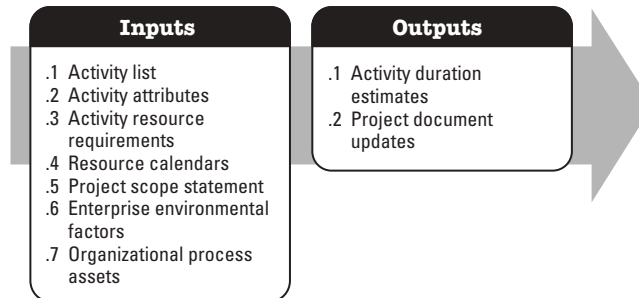 Inputs
.1 Activity list
.2 Activity attributes
.3 Activity resource
requirements
.4 Resource calendars
.5 Project scope statement
.6 Enterprise environmental
factors
.7 Organizational process
assets
Outputs
.1 Activity duration
estimates
.2 Project document
updates